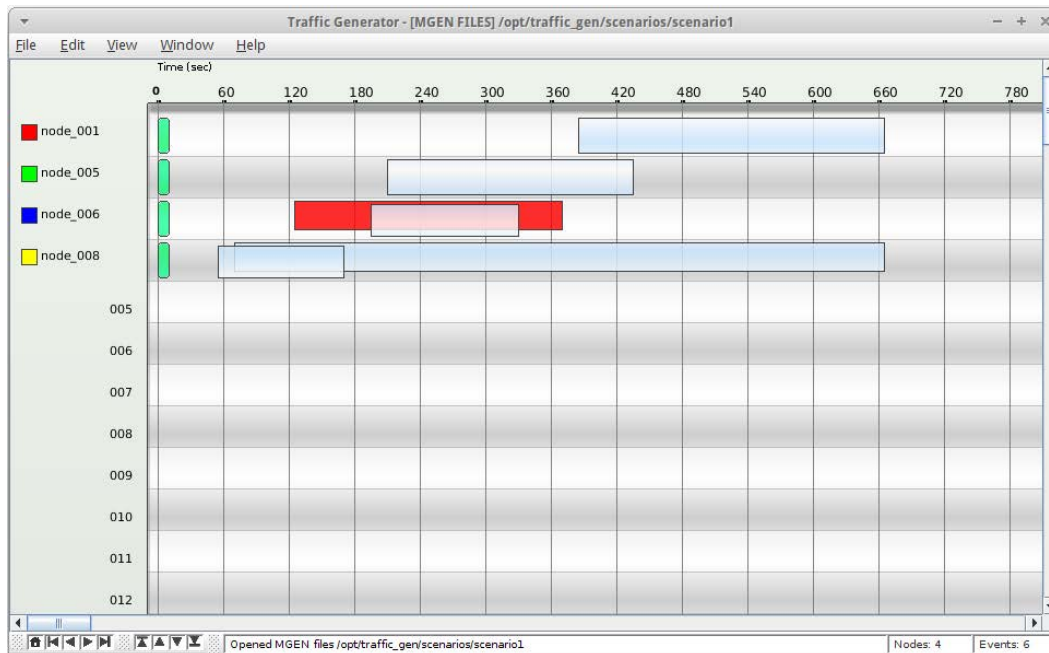 Traffic Generator - [MGEN FILES] /opt/traffic_gen/scenarios/scenario1
File Edit View Window Help
Time (sec)
0 60 120 180 240 300 360 420 480 540 600 660 720 780
node_001
node_005
node_006
node_008
005
006
007
008
009
010
011
012
Opened MGEN files /opt/traffic_gen/scenarios/scenario1 Nodes: 4 Events: 6